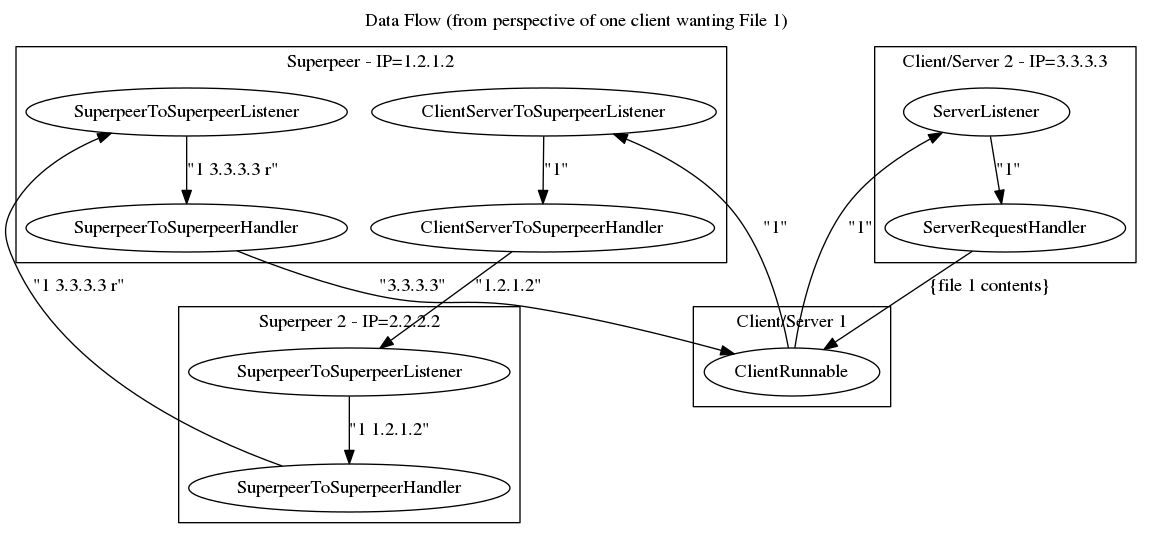 Data Flow (from perspective of one client wanting File 1)
Superpeer - IP=1.2.1.2
Client/Server 2 - IP=3.3.3.3
SuperpeerToSuperpeerListener
ClientServerToSuperpeerListener
ServerListener
"1 3.3.3.3 r"
"1"
"1"
SuperpeerToSuperpeerHandler
ClientServerToSuperpeerHandler
"1"
"1"
ServerRequestHandler
"1 3.3.3.3 r"
"3.3.3.3"
"1.2.1.2"
{file 1 contents}
Superpeer 2 - IP=2.2.2.2
Client/Server 1
SuperpeerToSuperpeerListener
ClientRunnable
"1 1.2.1.2"
SuperpeerToSuperpeerHandler